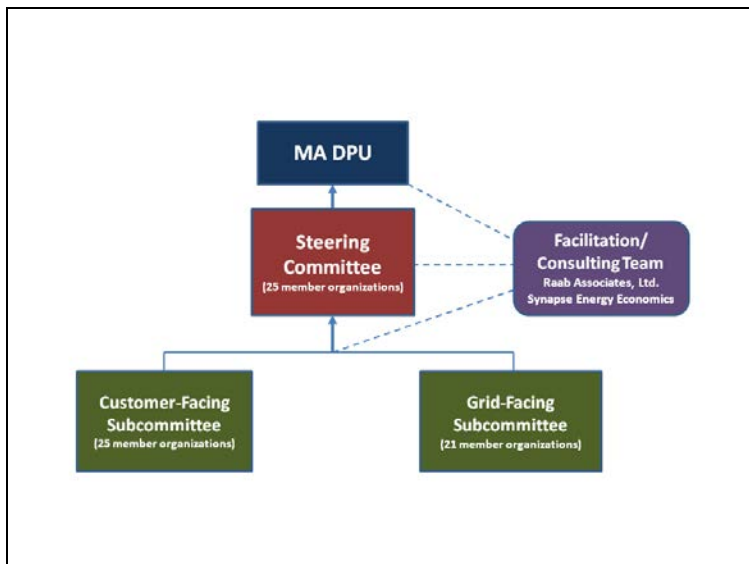 MA DPU
Steering
Committee
(25 member organizations)
Facilitation/
Consulting Team
Raab Associates, Ltd.
Synapse Energy Economics
Customer-Facing
Subcommittee
(25 member organizations)
Grid-Facing
Subcommittee
(21 member organizations)